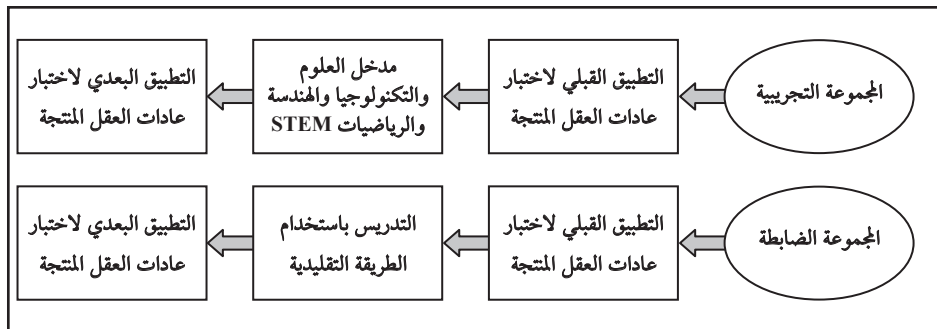 المجموعة التجريبية
التطبيق القبلي لاختبار
عادات العقل المنتجة
مدخل العلوم
والتكنولوجيا والهندسة
والرياضيات STEM
التطبيق البعدي لاختبار
عادات العقل المنتجة
المجموعة الضابطة
التطبيق القبلي لاختبار
عادات العقل المنتجة
التدريس باستخدام
الطريقة التقليدية
التطبيق البعدي لاختبار
عادات العقل المنتجة